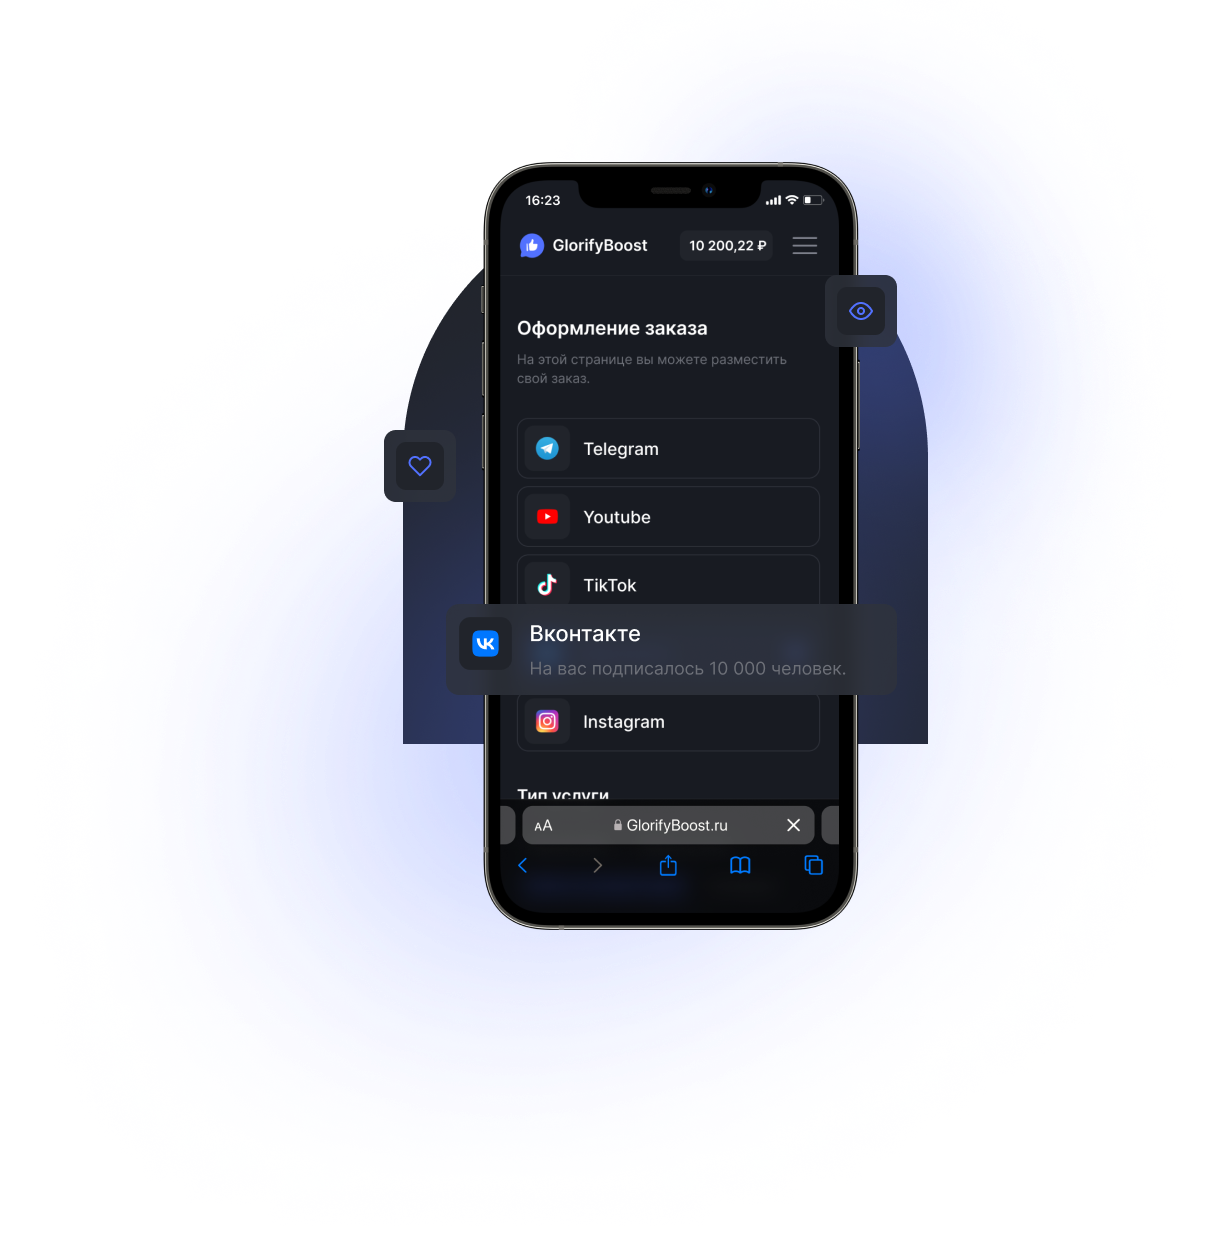 16:23
GlorifyBoost
10 200,22 ₽
Оформление заказа
На этой странице вы можете разместить
свой заказ.
Telegram
Youtube
TikTok
Вконтакте
На вас подписалось 10 000 человек.
Instagram
Тип услуги
AA
GlorifyBoost.ru